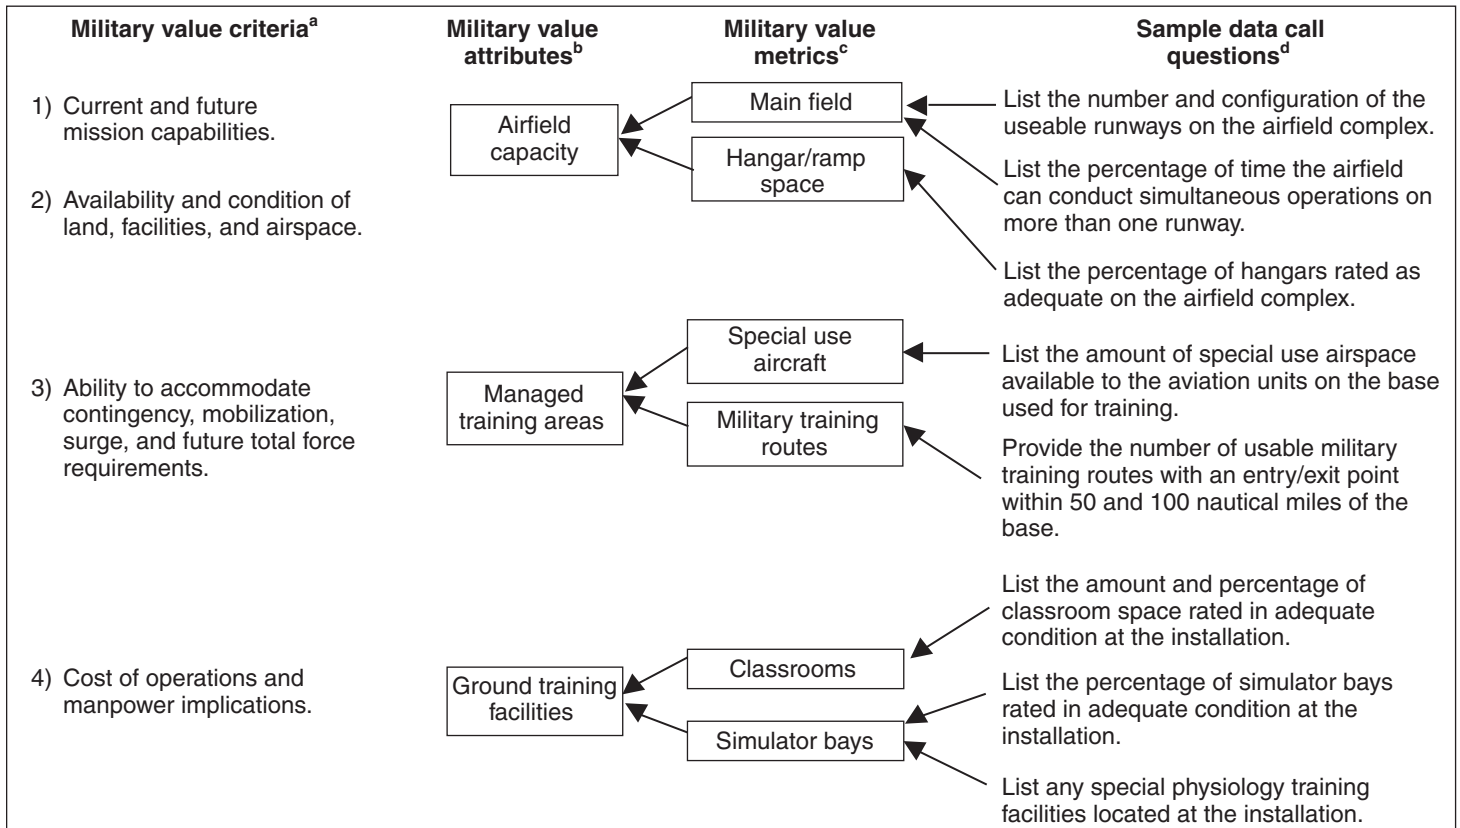 Military value criteriaa
Military value
attributesb
Military value
metricsc
Sample data call
questionsd
1) Current and future
mission capabilities.
2) Availability and condition of
land, facilities, and airspace.
3) Ability to accommodate
contingency, mobilization,
surge, and future total force
requirements.
4) Cost of operations and
manpower implications.
Airfield
capacity
Managed
training areas
Ground training
facilities
Main field
Hangar/ramp
space
Special use
aircraft
Military training
routes
Classrooms
Simulator bays
List the number and configuration of the
useable runways on the airfield complex.
List the percentage of time the airfield
can conduct simultaneous operations on
more than one runway.
List the percentage of hangars rated as
adequate on the airfield complex.
List the amount of special use airspace
available to the aviation units on the base
used for training.
Provide the number of usable military
training routes with an entry/exit point
within 50 and 100 nautical miles of the
base.
List the amount and percentage of
classroom space rated in adequate
condition at the installation.
List the percentage of simulator bays
rated in adequate condition at the
installation.
List any special physiology training
facilities located at the installation.